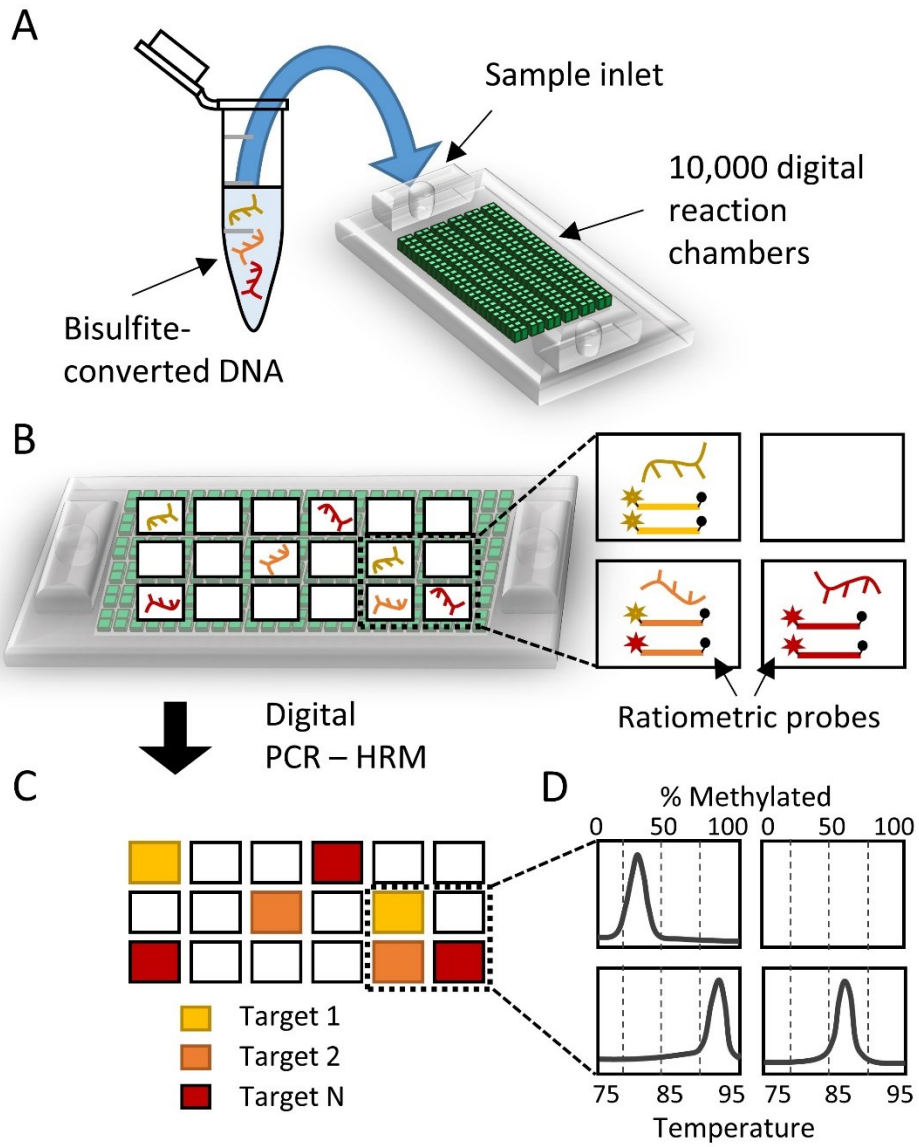 A
Sample inlet
10,000 digital
reaction
chambers
Bisulfite-
converted DNA
B
Ratiometric probes
Digital
PCR – HRM
C
Target 1
Target 2
Target N
D
% Methylated
0 50 100 0 50 100
75 85 95 75 85 95
Temperature